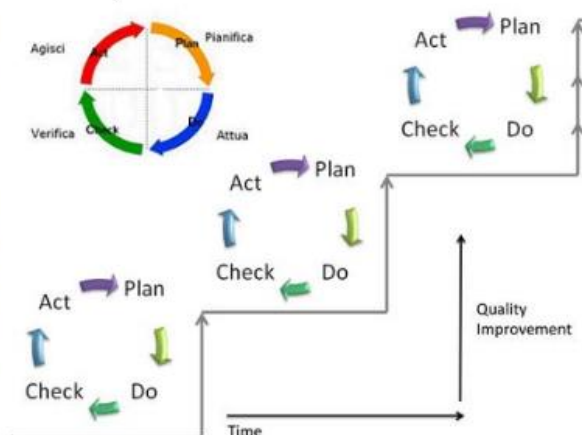 Agisci
Act
Plan
Pianifica
Verifica
Check
Do
Attua
Act
Plan
Check
Do
Act
Plan
Check
Do
Act
Plan
Check
Do
Quality
Improvement
Time